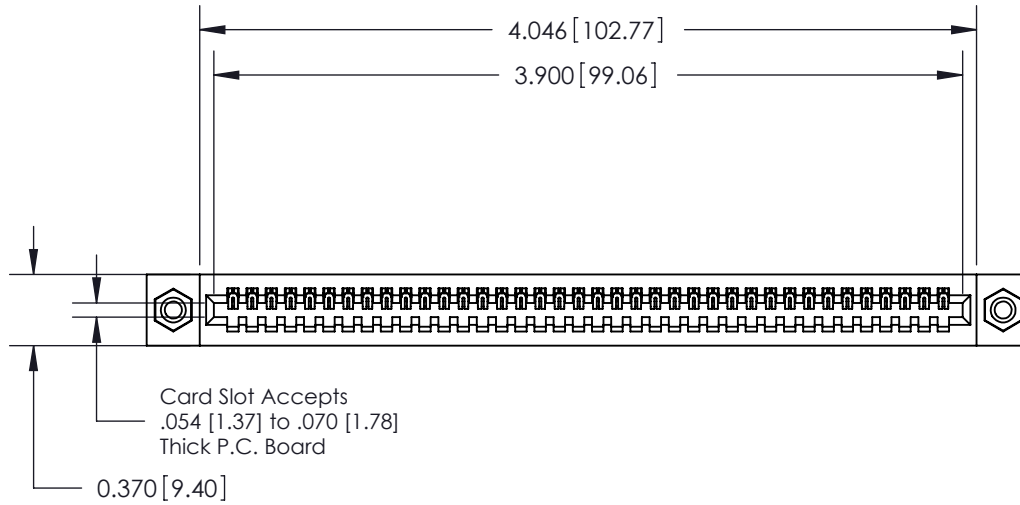 4.046[102.77]
3.900[99.06]
Card Slot Accepts
.054 [1.37] to .070 [1.78]
Thick P.C. Board
0.370[9.40]